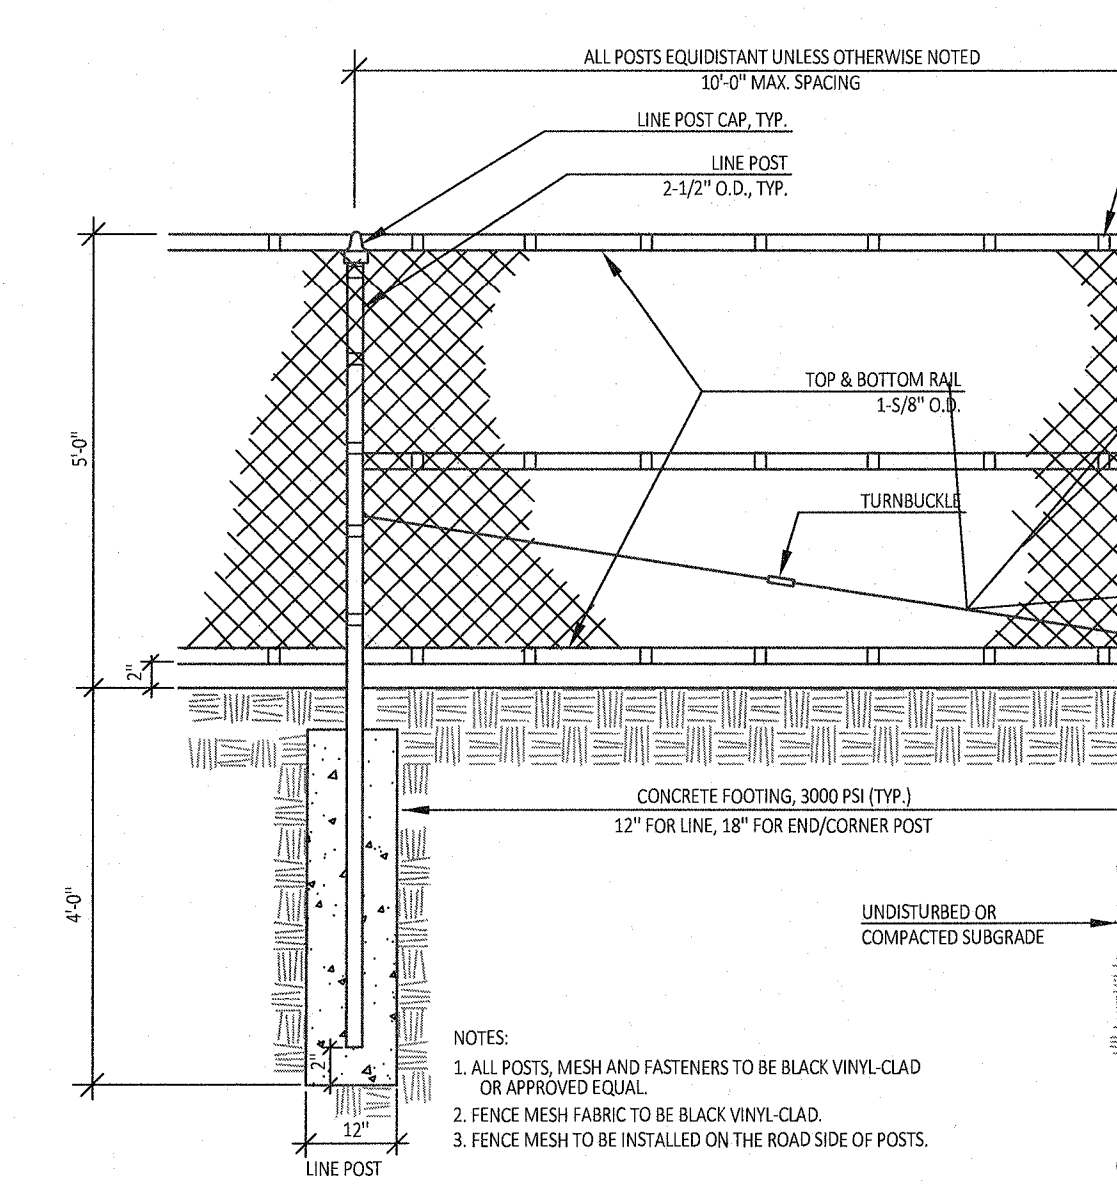 ALL POSTS EQUIDISTANT UNLESS OTHERWISE NOTED
10'-0" MAX. SPACING
LINE POST CAP, TYP.
LINE POST
2-1/2" O.D., TYP.
TOP & BOTTOM RAIL
1-5/8" O.D.
5'-0"
TURNBUCKLE
2"
CONCRETE FOOTING, 3000 PSI (TYP.)
12" FOR LINE, 18" FOR END/CORNER POST
4'-0"
UNDISTURBED OR
COMPACTED SUBGRADE
2"
12"
LINE POST
NOTES:
1. ALL POSTS, MESH AND FASTENERS TO BE BLACK VINYL-CLAD
OR APPROVED EQUAL.
2. FENCE MESH FABRIC TO BE BLACK VINYL-CLAD.
3. FENCE MESH TO BE INSTALLED ON THE ROAD SIDE OF POSTS.